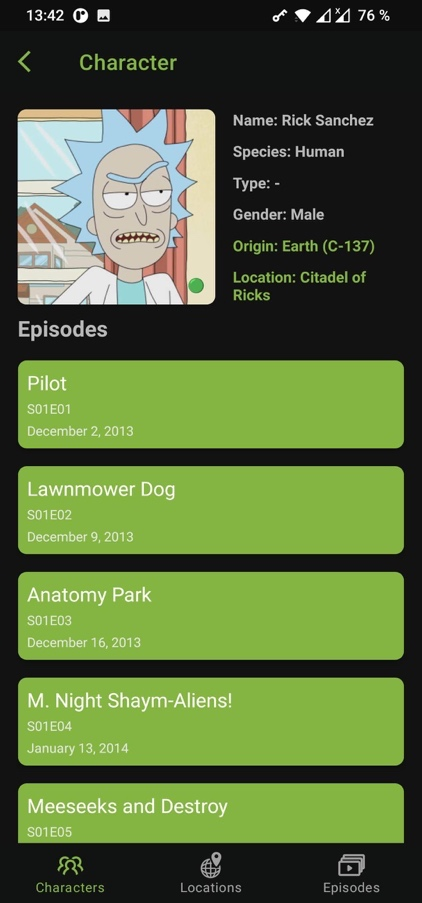 13:42
76 %
Character
Name: Rick Sanchez
Species: Human
Type: -
Gender: Male
Origin: Earth (C-137)
Location: Citadel of
Ricks
Episodes
Pilot
S01E01
December 2, 2013
Lawnmower Dog
S01E02
December 9, 2013
Anatomy Park
S01E03
December 16, 2013
M. Night Shaym-Aliens!
S01E04
January 13, 2014
Meeseeks and Destroy
S01E05
Characters
Locations
Episodes